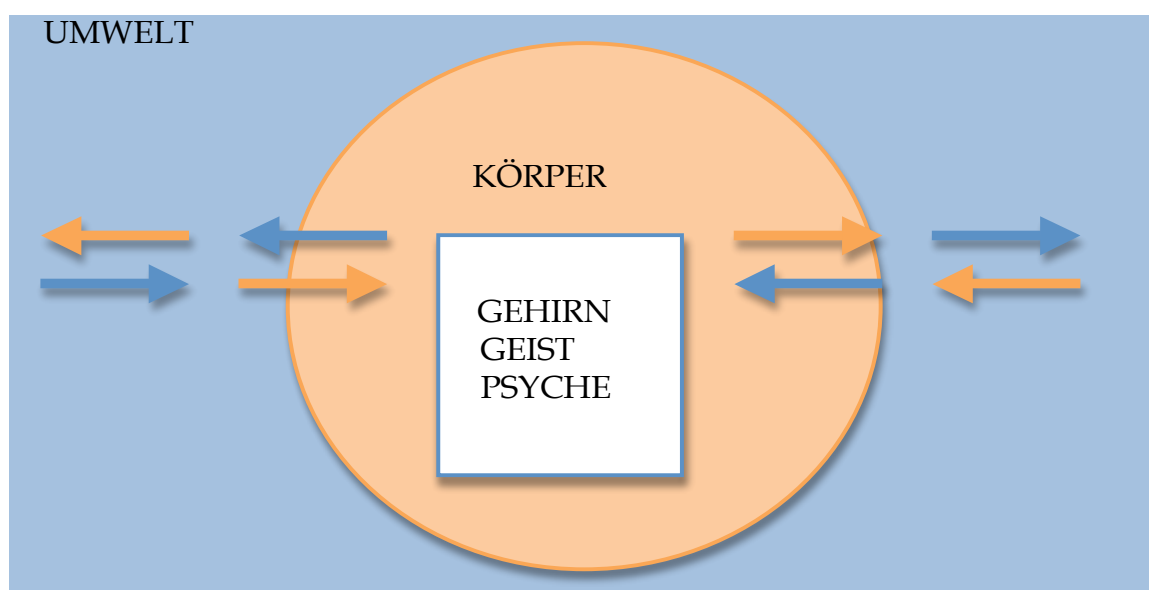 UMWELT
KÖRPER
GEHIRN
GEIST
PSYCHE